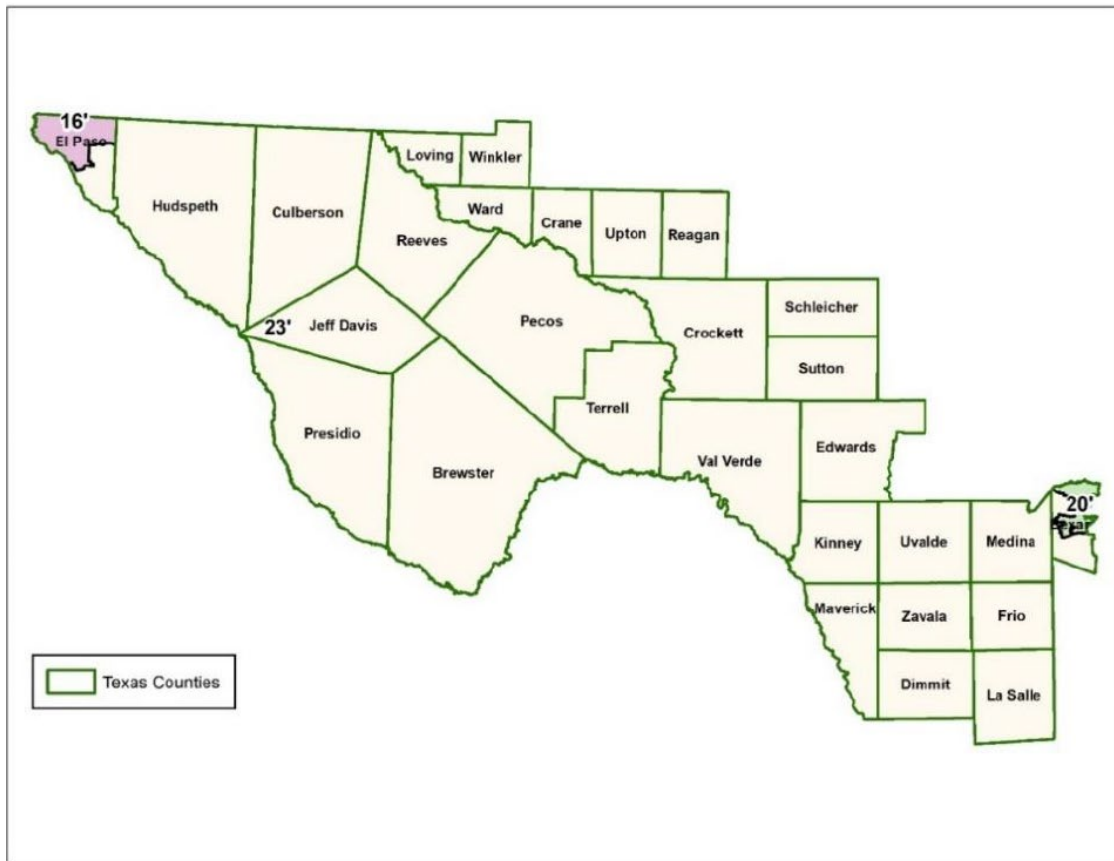 16'
El Paso
Loving
Winkler
Hudspeth
Culberson
Ward
Crane
Upton
Reagan
Reeves
Schleicher
Pecos
Crockett
23'
Jeff Davis
Sutton
Terrell
Presidio
Edwards
Val Verde
Brewster
20'
Bexar
Kinney
Uvalde
Medina
Maverick
Zavala
Frio
Dimmit
La Salle
Texas Counties